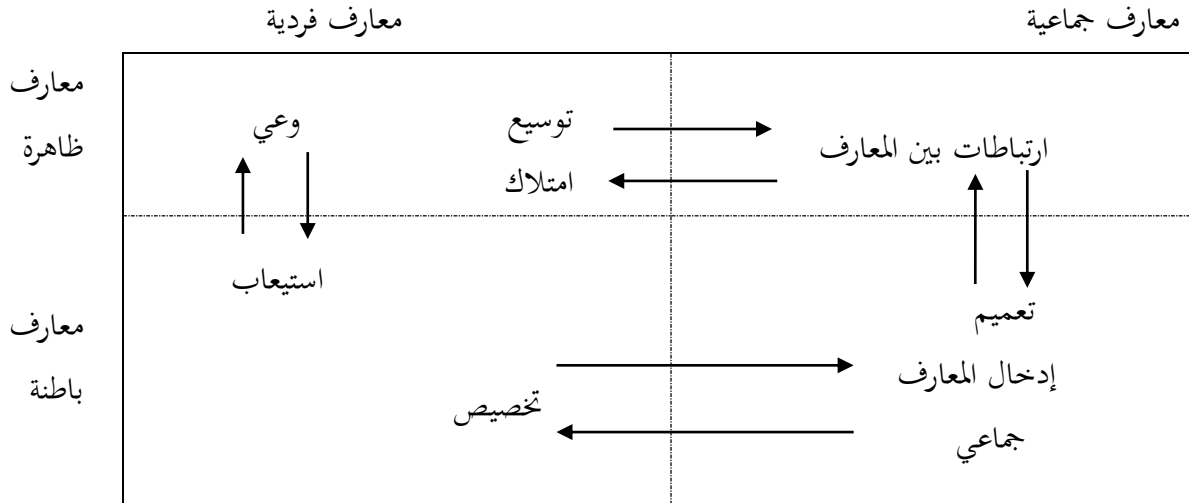 معارف جماعية
معارف فردية
معارف
ظاهرة
وعي
توسيع
ارتباطات بين المعارف
امتلاك
استيعاب
تعميم
معارف
باطنة
إدخال المعارف
جماعي
تخصيص